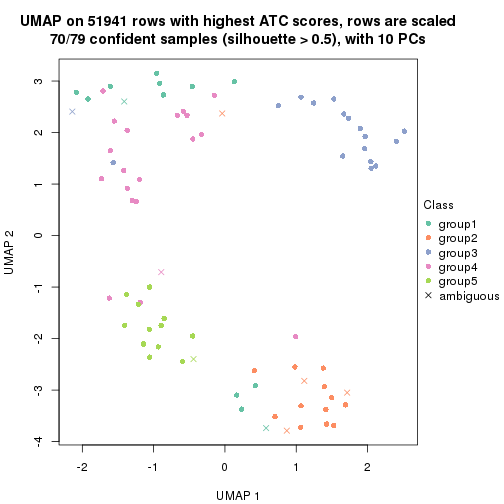 UMAP on 51941 rows with highest ATC scores, rows are scaled
70/79 confident samples (silhouette > 0.5), with 10 PCs
3
2
1
0
-1
-2
-3
-4
UMAP 2
-2
-1
0
1
2
UMAP 1
Class
group1
group2
group3
group4
group5
ambiguous